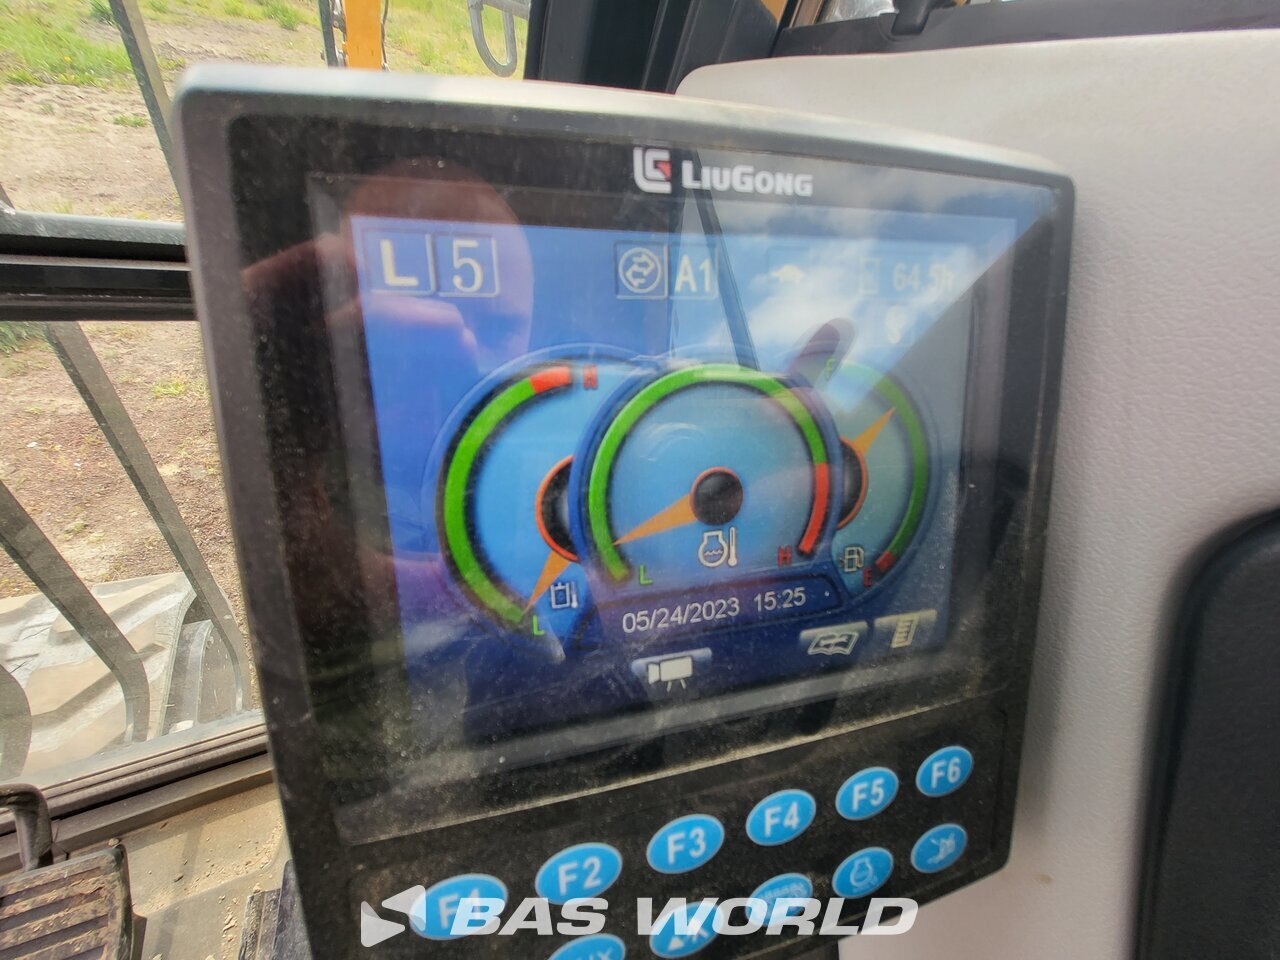 LIUGONG
L 5 A1 64.5h
H F
L H E
L
05/24/2023 15:25
F1 F2 F3 F4 F5 F6
BAS WORLD